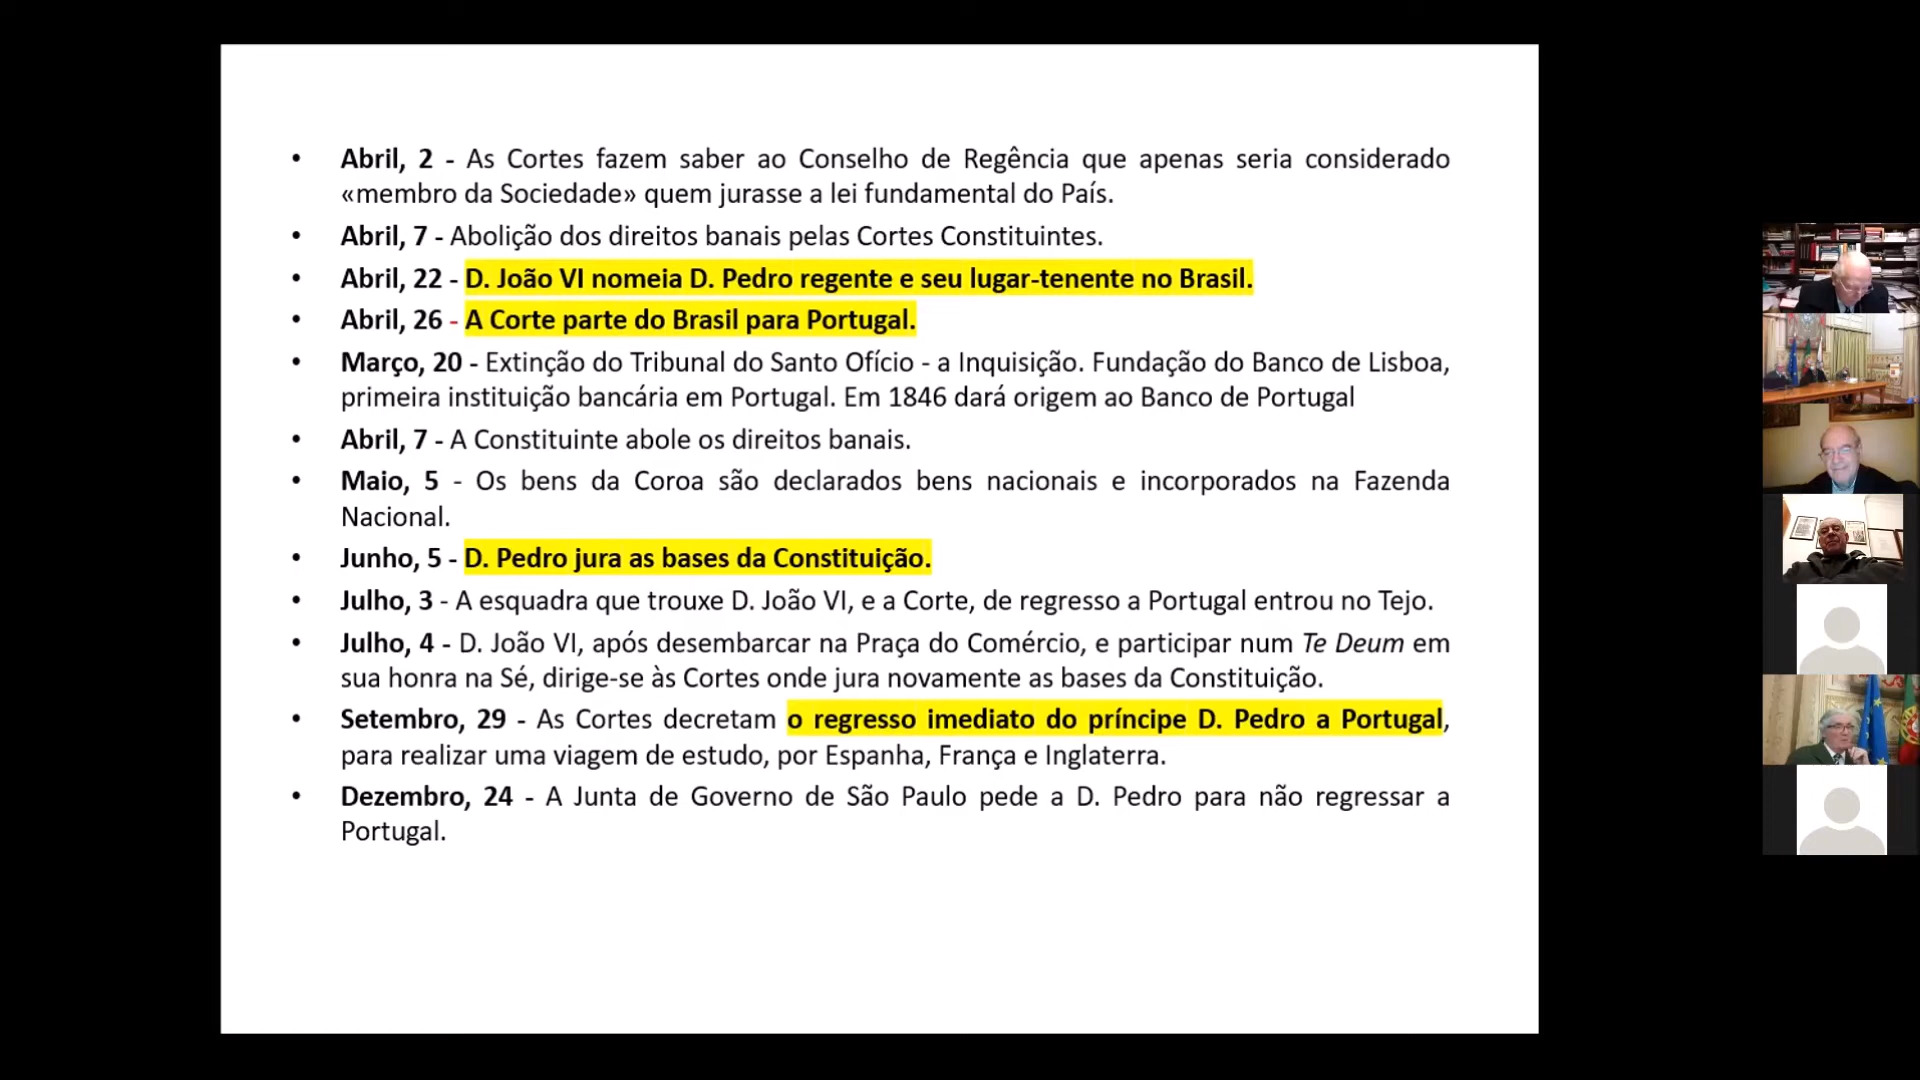 • Abril, 2 - As Cortes fazem saber ao Conselho de Regência que apenas seria considerado
«membro da Sociedade» quem jurasse a lei fundamental do País.
• Abril, 7 - Abolição dos direitos banais pelas Cortes Constituintes.
• Abril, 22 - D. João VI nomeia D. Pedro regente e seu lugar-tenente no Brasil.
• Abril, 26 - A Corte parte do Brasil para Portugal.
• Março, 20 - Extinção do Tribunal do Santo Ofício - a Inquisição. Fundação do Banco de Lisboa,
primeira instituição bancária em Portugal. Em 1846 dará origem ao Banco de Portugal
• Abril, 7 - A Constituinte abole os direitos banais.
• Maio, 5 - Os bens da Coroa são declarados bens nacionais e incorporados na Fazenda
Nacional.
• Junho, 5 - D. Pedro jura as bases da Constituição.
• Julho, 3 - A esquadra que trouxe D. João VI, e a Corte, de regresso a Portugal entrou no Tejo.
• Julho, 4 - D. João VI, após desembarcar na Praça do Comércio, e participar num Te Deum em
sua honra na Sé, dirige-se às Cortes onde jura novamente as bases da Constituição.
• Setembro, 29 - As Cortes decretam o regresso imediato do príncipe D. Pedro a Portugal,
para realizar uma viagem de estudo, por Espanha, França e Inglaterra.
• Dezembro, 24 - A Junta de Governo de São Paulo pede a D. Pedro para não regressar a
Portugal.